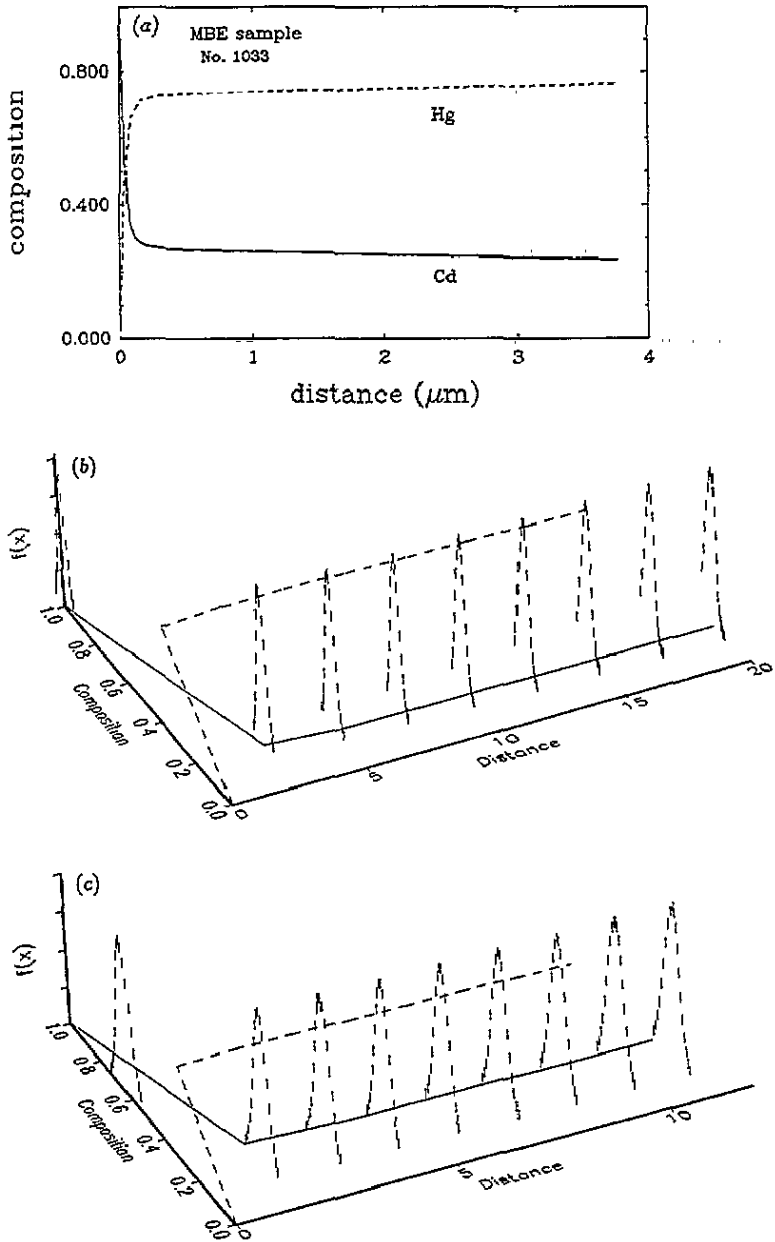 (a)
MBE sample
No. 1033
0.800
0.400
0.000
composition
Hg
Cd
0 1 2 3 4
distance (μm)
(b)
f(x)
1.0 0.8 0.6 0.4 0.2 0.0
Composition
0 5 10 15 20
Distance
(c)
f(x)
1.0 0.8 0.6 0.4 0.2 0.0
Composition
0 5 10
Distance